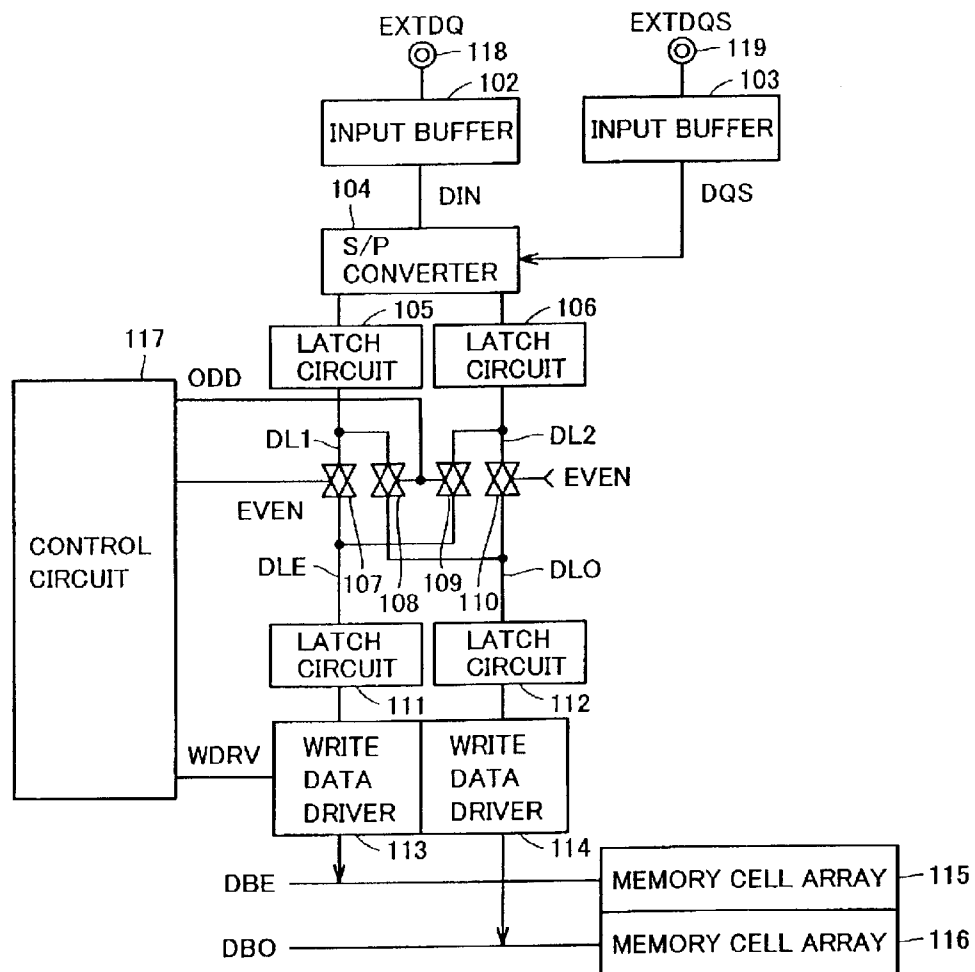 EXTDQ
118
EXTDQS
119
102
INPUT BUFFER
103
INPUT BUFFER
DIN
DQS
104
S/P
CONVERTER
105
LATCH
CIRCUIT
106
LATCH
CIRCUIT
117
ODD
DL1
DL2
EVEN
EVEN
CONTROL
CIRCUIT
DLE
107
108
109
110
DLO
LATCH
CIRCUIT
111
LATCH
CIRCUIT
112
WDRV
WRITE
DATA
DRIVER
113
WRITE
DATA
DRIVER
114
DBE
MEMORY CELL ARRAY
115
DBO
MEMORY CELL ARRAY
116